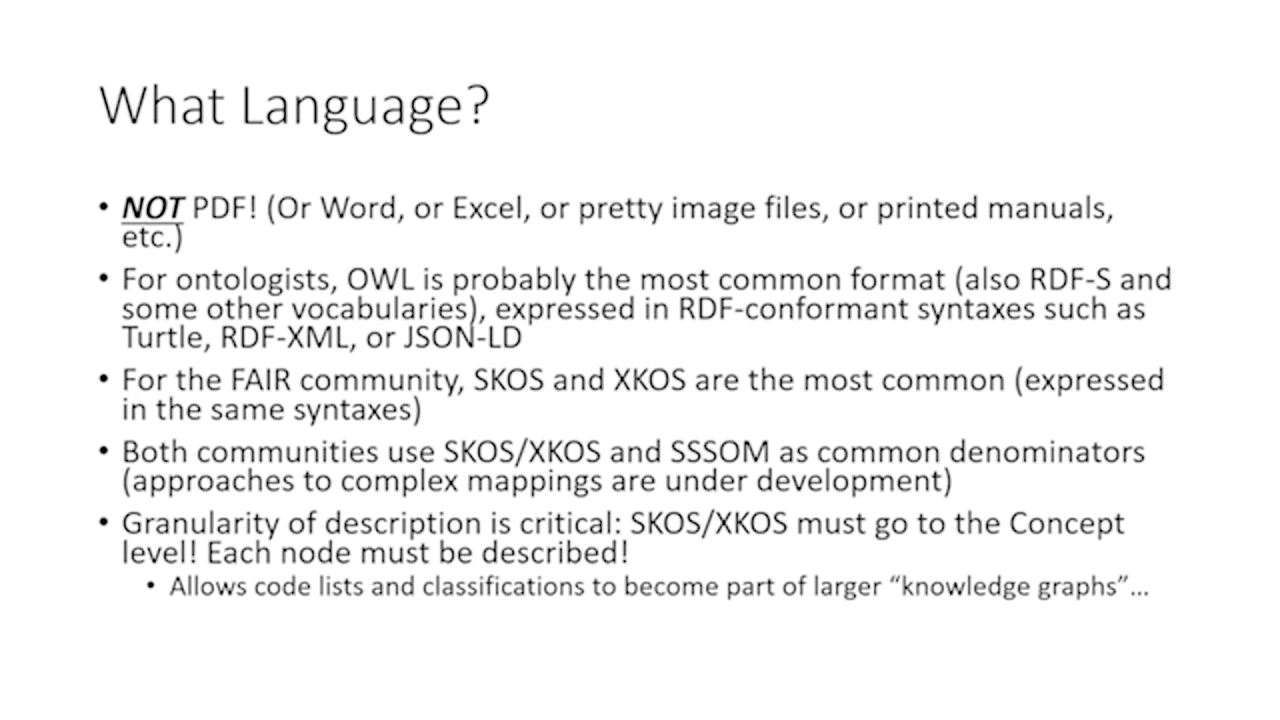 What Language?
• NOT PDF! (Or Word, or Excel, or pretty image files, or printed manuals,
etc.)
• For ontologists, OWL is probably the most common format (also RDF-S and
some other vocabularies), expressed in RDF-conformant syntaxes such as
Turtle, RDF-XML, or JSON-LD
• For the FAIR community, SKOS and XKOS are the most common (expressed
in the same syntaxes)
• Both communities use SKOS/XKOS and SSSOM as common denominators
(approaches to complex mappings are under development)
• Granularity of description is critical: SKOS/XKOS must go to the Concept
level! Each node must be described!
• Allows code lists and classifications to become part of larger “knowledge graphs”…